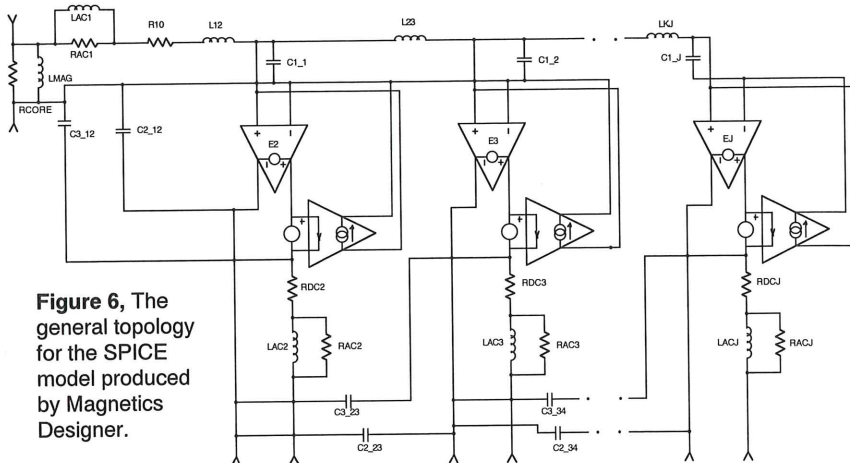 LAC1
RAC1
R10
L12
L23
LKJ
C1_1
C1_2
C1_J
LMAG
RCORE
C3_12
C2_12
+ −
E2
− +
+ −
E3
− +
+ −
EJ
− +
+
+
+
RDC2
RDC3
RDCJ
LAC2
RAC2
LAC3
RAC3
LACJ
RACJ
C3_23
C3_34
C2_23
C2_34
Figure 6, The
general topology
for the SPICE
model produced
by Magnetics
Designer.